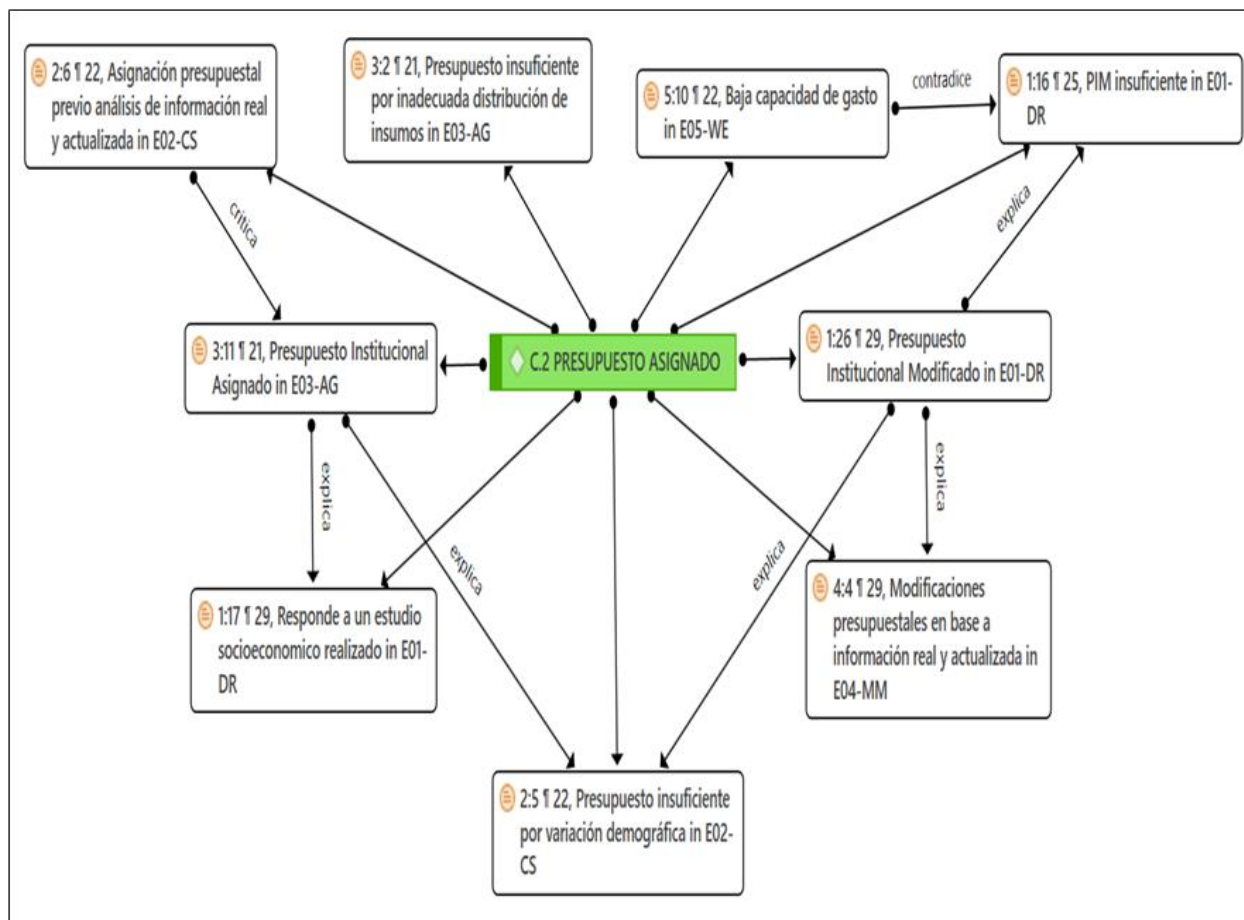 2:6 ¶ 22, Asignación presupuestal
previo análisis de información real
y actualizada in E02-CS
3:2 ¶ 21, Presupuesto insuficiente
por inadecuada distribución de
insumos in E03-AG
5:10 ¶ 22, Baja capacidad de gasto
in E05-WE
contradice
1:16 ¶ 25, PIM insuficiente in E01-
DR
critica
explica
3:11 ¶ 21, Presupuesto Institucional
Asignado in E03-AG
C.2 PRESUPUESTO ASIGNADO
1:26 ¶ 29, Presupuesto
Institucional Modificado in E01-DR
explica
explica
explica
explica
1:17 ¶ 29, Responde a un estudio
socioeconomico realizado in E01-
DR
4:4 ¶ 29, Modificaciones
presupuestales en base a
información real y actualizada in
E04-MM
2:5 ¶ 22, Presupuesto insuficiente
por variación demográfica in E02-
CS